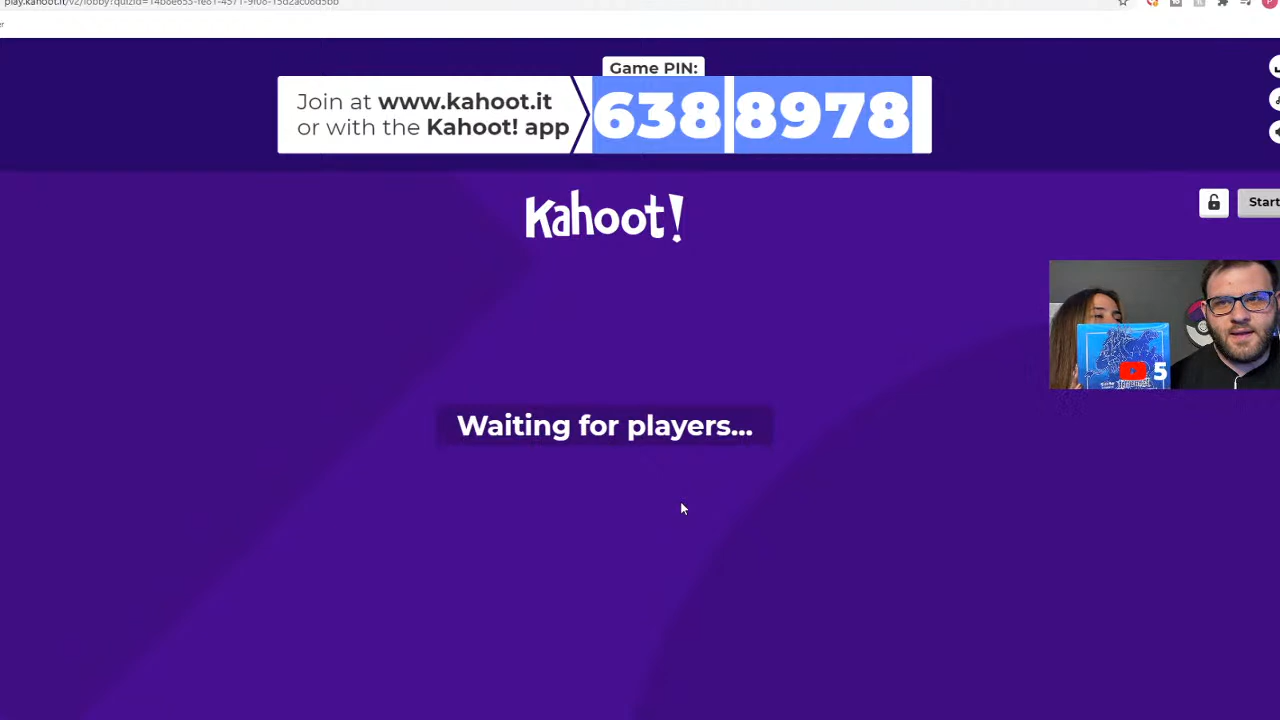 Game PIN:
Join at www.kahoot.it
or with the Kahoot! app
638 8978
Kahoot!
Start
Waiting for players...
5